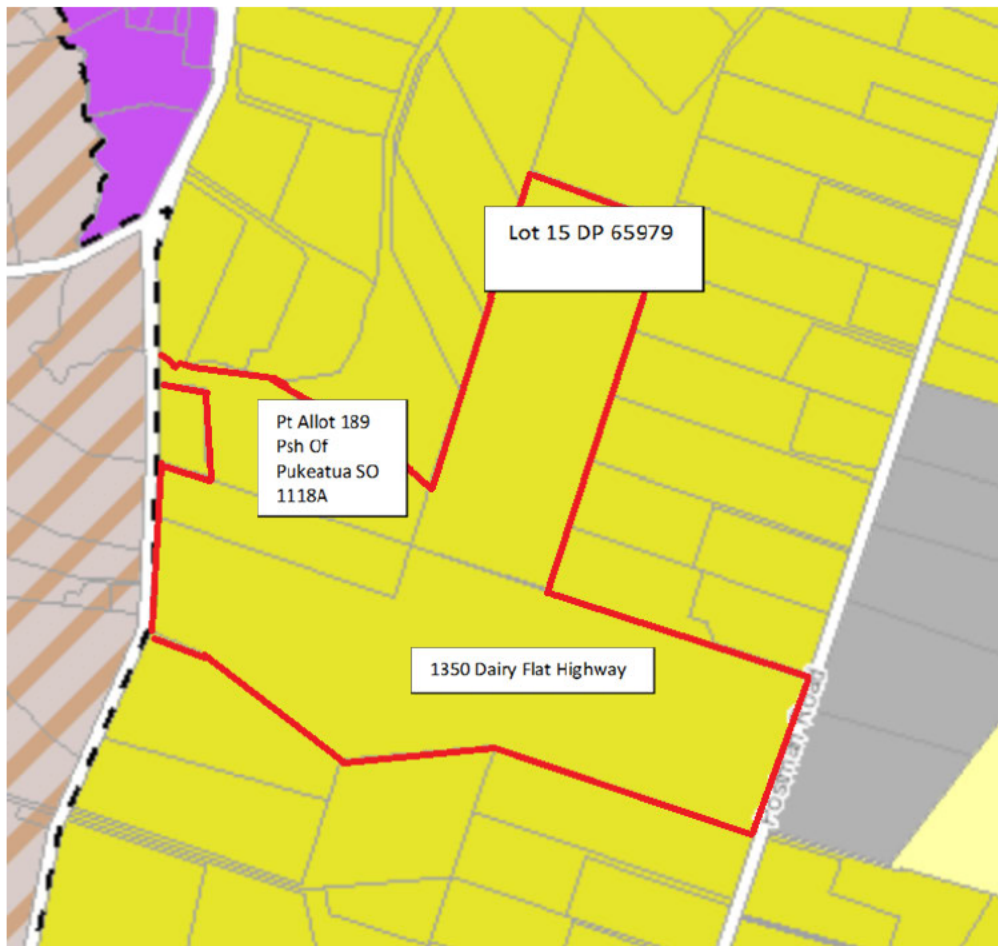 Lot 15 DP 65979
Pt Allot 189
Psh Of
Pukeatua SO
1118A
1350 Dairy Flat Highway
Postman Road